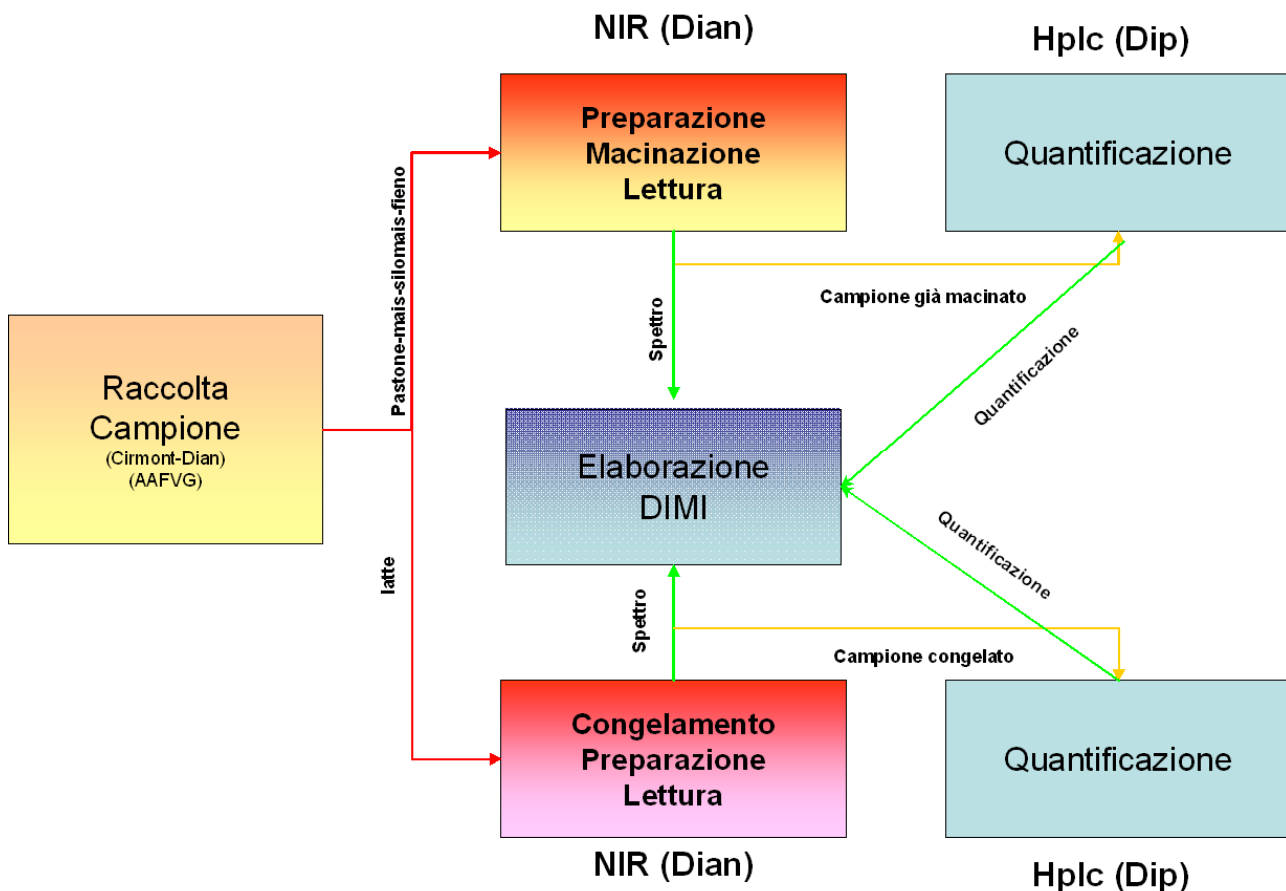 NIR (Dian)
Hplc (Dip)
Preparazione
Macinazione
Lettura
Quantificazione
Pastone-mais-silomais-fieno
Campione già macinato
Spettro
Quantificazione
Raccolta
Campione
(Cirmont-Dian)
(AAFVG)
Elaborazione
DIMI
Quantificazione
latte
Spettro
Campione congelato
Congelamento
Preparazione
Lettura
Quantificazione
NIR (Dian)
Hplc (Dip)